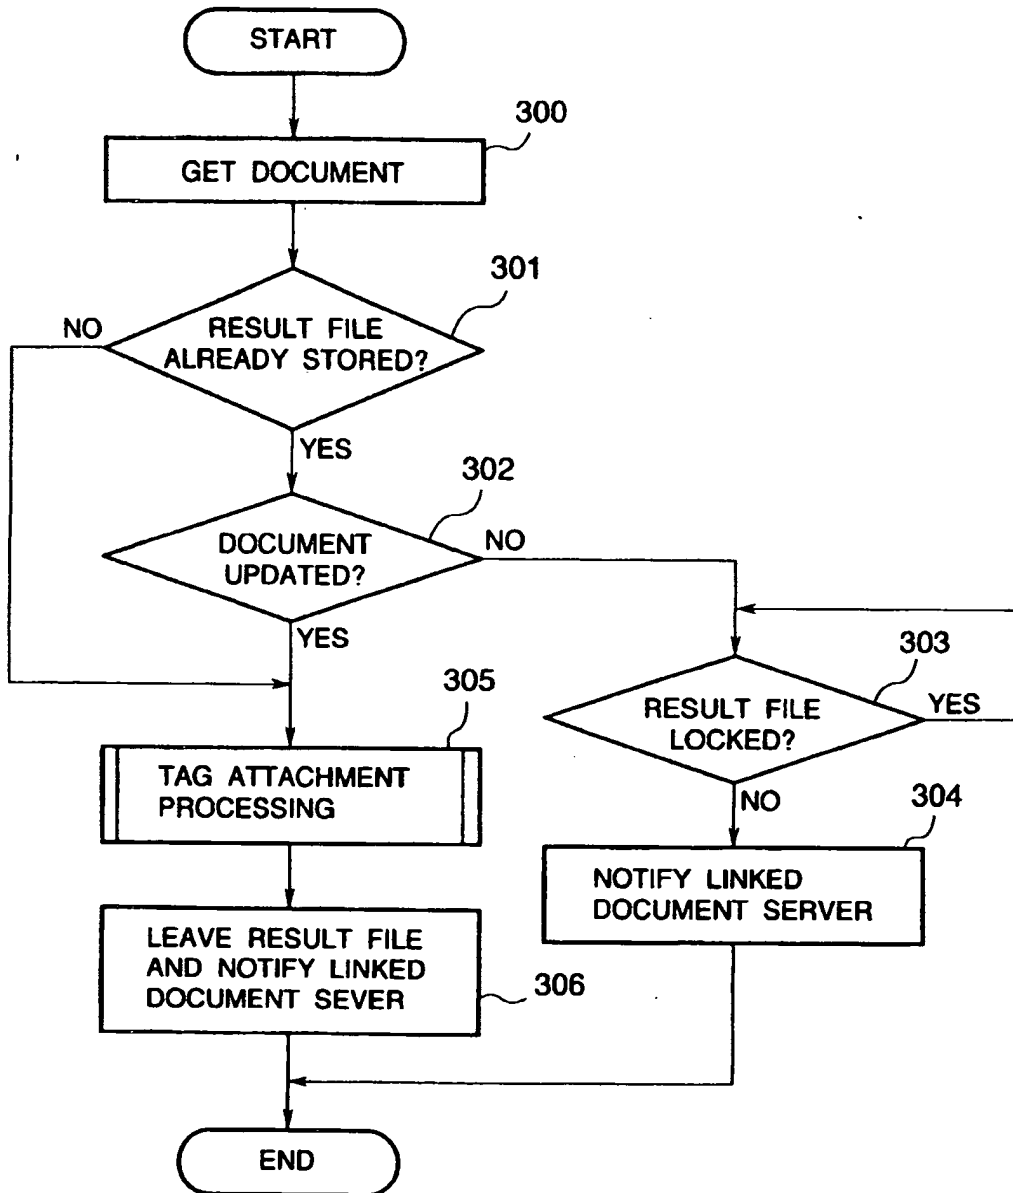 START
300
GET DOCUMENT
301
NO
RESULT FILE
ALREADY STORED?
YES
302
DOCUMENT
UPDATED?
NO
YES
303
RESULT FILE
LOCKED?
YES
NO
305
TAG ATTACHMENT
PROCESSING
304
NOTIFY LINKED
DOCUMENT SERVER
LEAVE RESULT FILE
AND NOTIFY LINKED
DOCUMENT SEVER
306
END